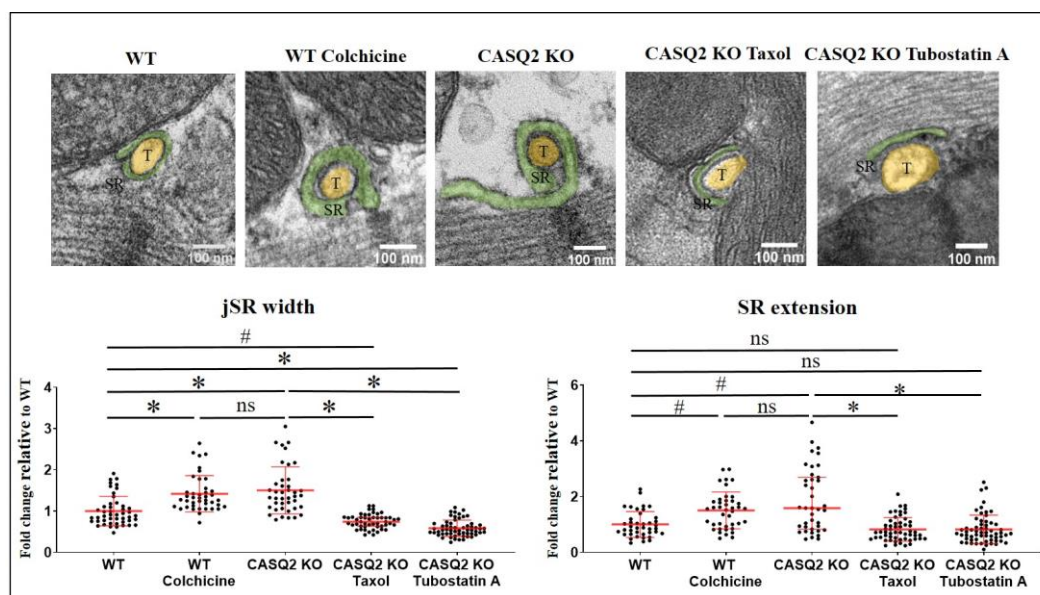 WT
WT Colchicine
CASQ2 KO
CASQ2 KO Taxol
CASQ2 KO Tubostatin A
T
SR
100 nm
T
SR
100 nm
T
SR
100 nm
T
SR
100 nm
T
SR
100 nm
jSR width
#
*
*
*
*
ns
*
Fold change relative to WT
4
3
2
1
0
WT
WT
Colchicine
CASQ2 KO
CASQ2 KO
Taxol
CASQ2 KO
Tubostatin A
SR extension
ns
ns
#
*
#
ns
*
Fold change relative to WT
6
4
2
0
WT
WT
Colchicine
CASQ2 KO
CASQ2 KO
Taxol
CASQ2 KO
Tubostatin A